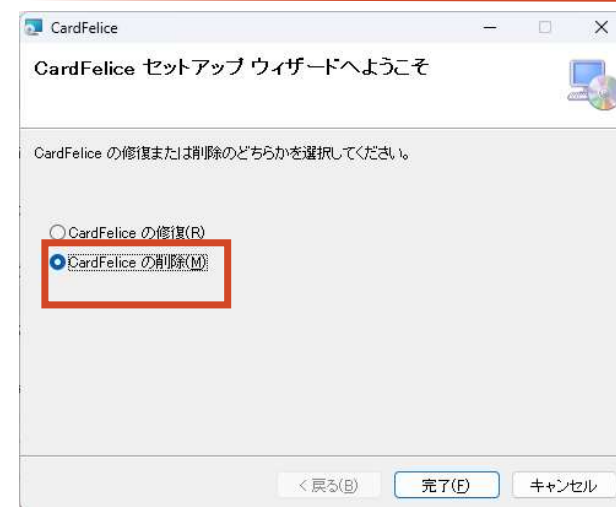 CardFelice
CardFelice セットアップ ウィザードへようこそ
CardFelice の修復または削除のどちらかを選択してください。
CardFelice の修復(R)
CardFelice の削除(M)
< 戻る(B)
完了(F)
キャンセル